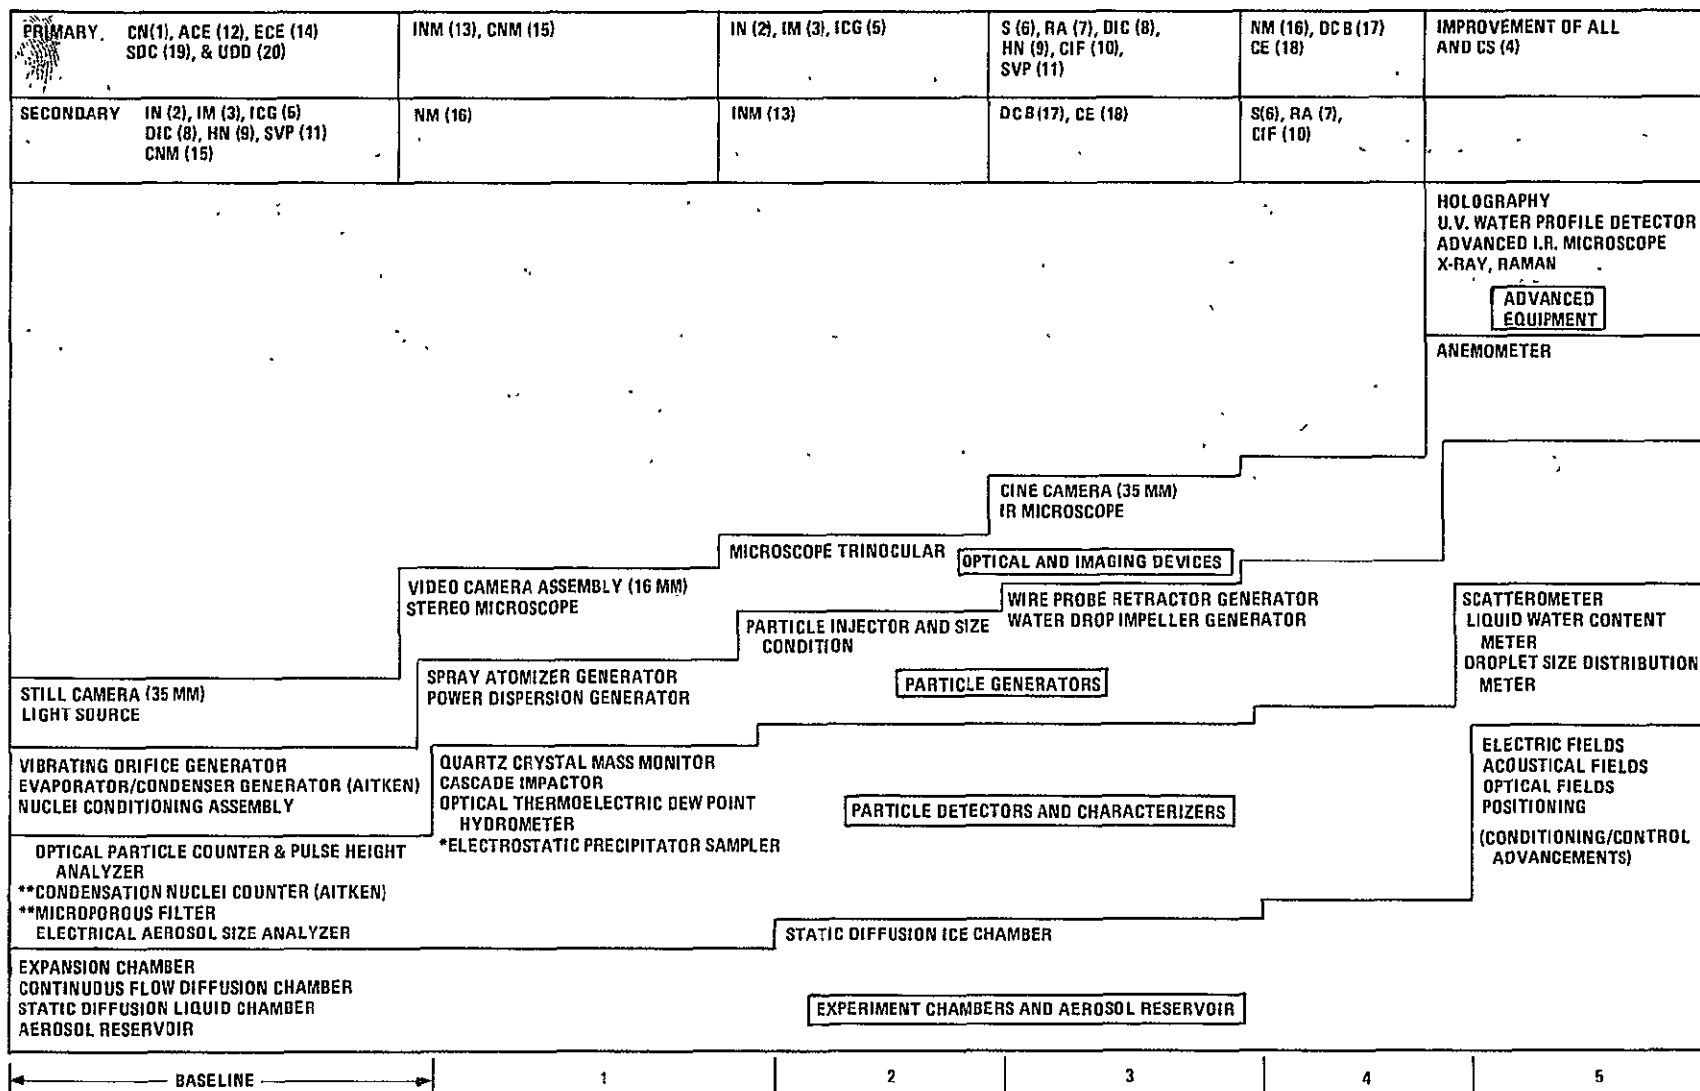 PRIMARY. CN(1), ACE (12), ECE (14)
SDC (19), & UDD (20)
INM (13), CNM (15)
IN (2), IM (3), ICG (5)
S (6), RA (7), DIC (8),
HN (9), CIF (10),
SVP (11)
NM (16), DCB (17)
CE (18)
IMPROVEMENT OF ALL
AND CS (4)
SECONDARY IN (2), IM (3), ICG (5)
DIC (8), HN (9), SVP (11)
CNM (15)
NM (16)
INM (13)
DCB (17), CE (18)
S(6), RA (7),
CIF (10)
HOLOGRAPHY
U.V. WATER PROFILE DETECTOR
ADVANCED I.R. MICROSCOPE
X-RAY, RAMAN
ADVANCED
EQUIPMENT
ANEMOMETER
CINE CAMERA (35 MM)
IR MICROSCOPE
MICROSCOPE TRINOCULAR
OPTICAL AND IMAGING DEVICES
VIDEO CAMERA ASSEMBLY (16 MM)
STEREO MICROSCOPE
STILL CAMERA (35 MM)
LIGHT SOURCE
WIRE PROBE RETRACTOR GENERATOR
WATER DROP IMPELLER GENERATOR
PARTICLE INJECTOR AND SIZE
CONDITION
SPRAY ATOMIZER GENERATOR
POWER DISPERSION GENERATOR
PARTICLE GENERATORS
SCATTEROMETER
LIQUID WATER CONTENT
METER
DROPLET SIZE DISTRIBUTION
METER
VIBRATING ORIFICE GENERATOR
EVAPORATOR/CONDENSER GENERATOR (AITKEN)
NUCLEI CONDITIONING ASSEMBLY
QUARTZ CRYSTAL MASS MONITOR
CASCADE IMPACTOR
OPTICAL THERMOELECTRIC DEW POINT
HYDROMETER
*ELECTROSTATIC PRECIPITATOR SAMPLER
PARTICLE DETECTORS AND CHARACTERIZERS
ELECTRIC FIELDS
ACOUSTICAL FIELDS
OPTICAL FIELDS
POSITIONING
(CONDITIONING/CONTROL
ADVANCEMENTS)
OPTICAL PARTICLE COUNTER & PULSE HEIGHT
ANALYZER
**CONDENSATION NUCLEI COUNTER (AITKEN)
**MICROPOROUS FILTER
ELECTRICAL AEROSOL SIZE ANALYZER
STATIC DIFFUSION ICE CHAMBER
EXPANSION CHAMBER
CONTINUOUS FLOW DIFFUSION CHAMBER
STATIC DIFFUSION LIQUID CHAMBER
AEROSOL RESERVOIR
EXPERIMENT CHAMBERS AND AEROSOL RESERVOIR
BASELINE 1 2 3 4 5